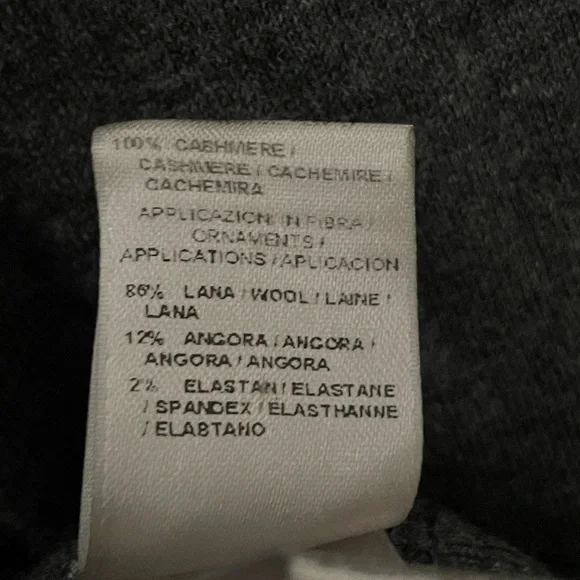 100% CASHMERE /
CASHMERE / CACHEMIRE /
CACHEMIRA
APPLICAZIONI IN FIBRA /
ORNAMENTS /
APPLICATIONS / APLICACION
86% LANA / WOOL / LAINE /
LANA
12% ANGORA / ANGORA /
ANGORA / ANGORA
2% ELASTAN / ELASTANE
/ SPANDEX / ÉLASTHANNE
/ ELASTANO